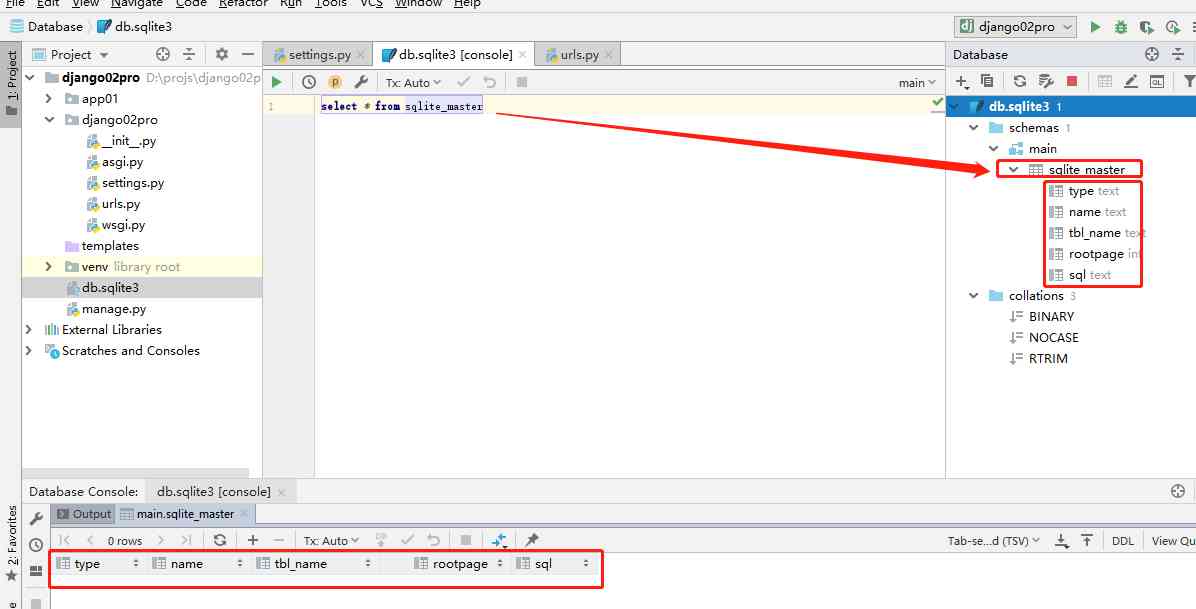 File Edit View Navigate Code Refactor Run Tools VCS Window Help
Database db.sqlite3 django02pro
1: Project
Project settings.py db.sqlite3 [console] urls.py Database
django02pro D:\projs\django02p
Tx: Auto main
app01
1 select * from sqlite_master
db.sqlite3 1
django02pro
schemas 1
__init__.py
main
asgi.py
sqlite_master
settings.py
type text
urls.py
name text
wsgi.py
tbl_name text
templates
rootpage int
venv library root
sql text
db.sqlite3
collations 3
manage.py
BINARY
External Libraries
NOCASE
Scratches and Consoles
RTRIM
Database Console: db.sqlite3 [console]
2: Favorites
Output main.sqlite_master
0 rows Tx: Auto Tab-se...d (TSV) DDL View Qu
type name tbl_name rootpage sql